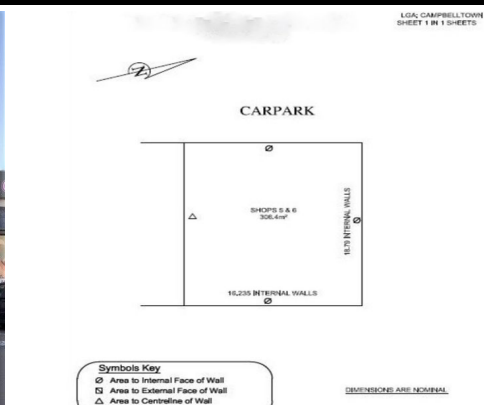 LGA; CAMPBELLTOWN
SHEET 1 IN 1 SHEETS
CARPARK
SHOPS 5 & 6
306.4m²
18.79 INTERNAL WALLS
16.235 INTERNAL WALLS
Symbols Key
Area to Internal Face of Wall
Area to External Face of Wall
Area to Centreline of Wall
DIMENSIONS ARE NOMINAL